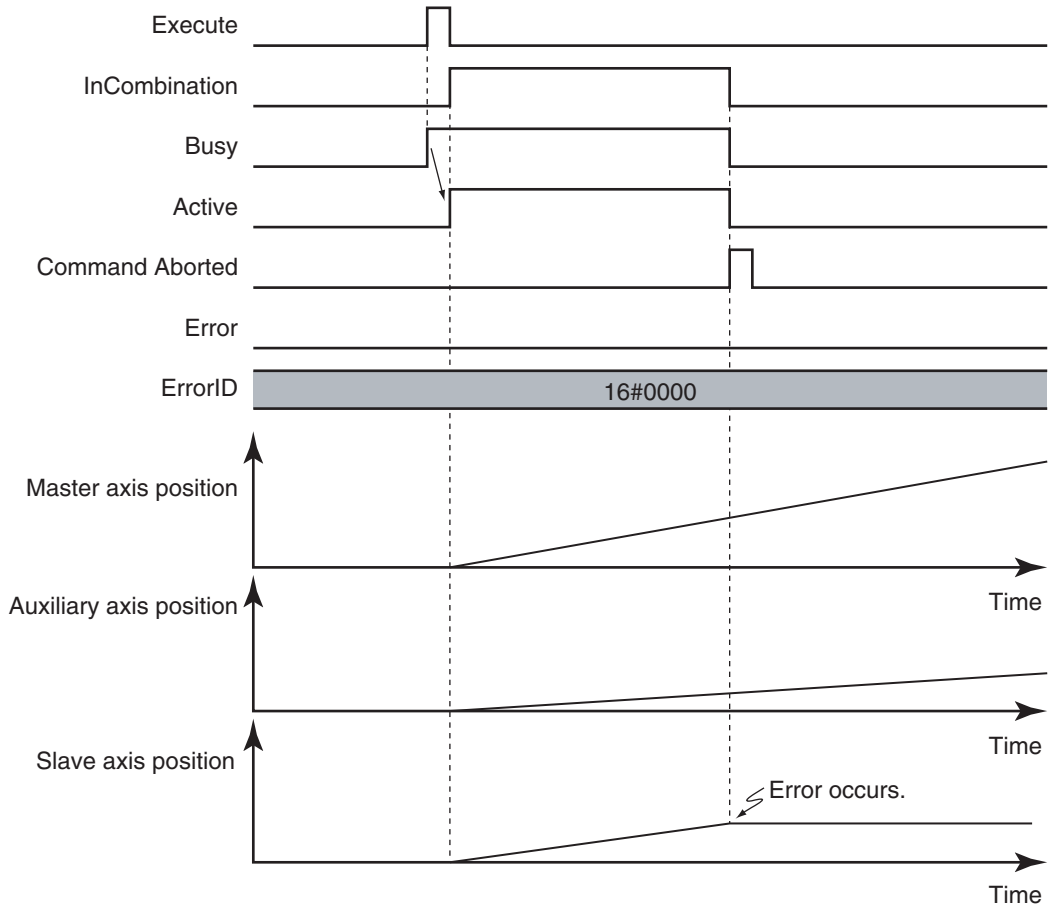 Execute
InCombination
Busy
Active
Command Aborted
Error
ErrorID
16#0000
Master axis position
Time
Auxiliary axis position
Time
Slave axis position
Error occurs.
Time